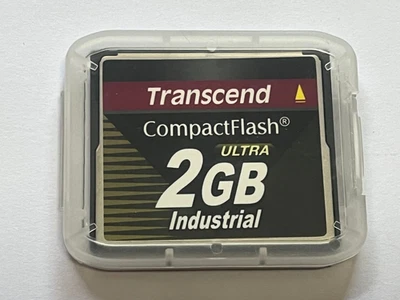 Transcend
CompactFlash®
ULTRA
2GB
Industrial